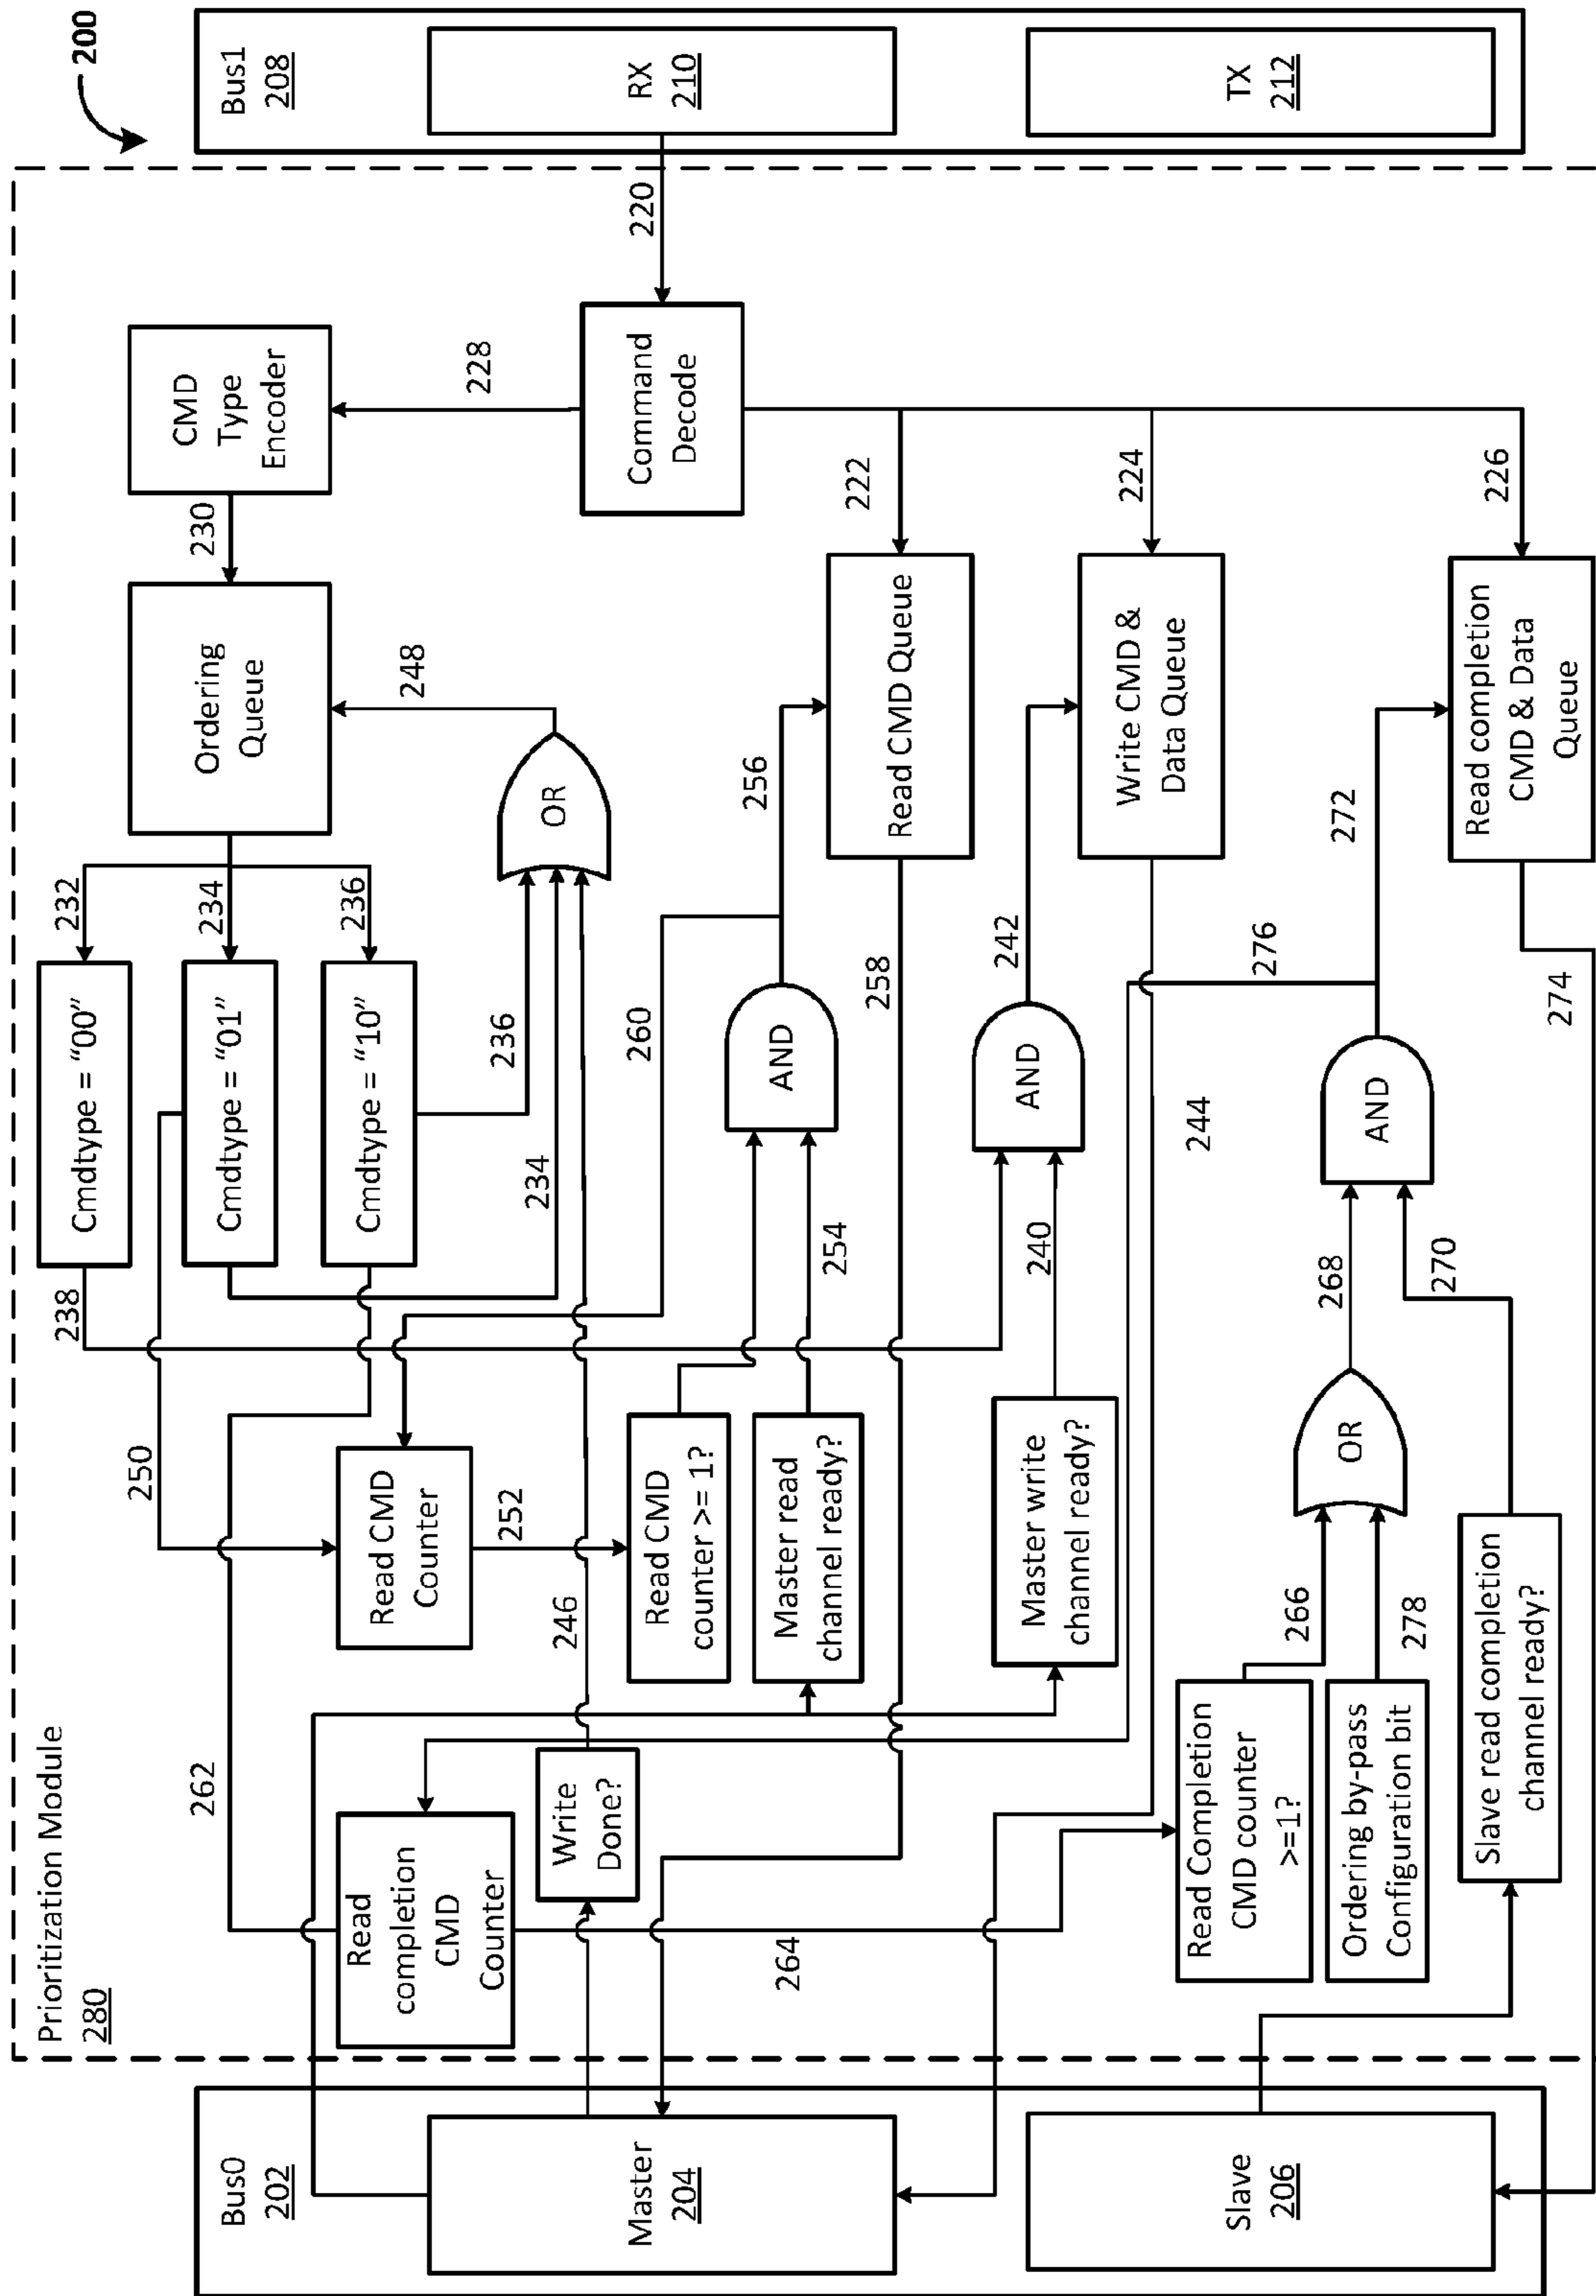 200
Prioritization Module
280
Bus0
202
Master
204
Slave
206
Bus1
208
RX
210
TX
212
220
Command
Decode
228
CMD
Type
Encoder
230
Ordering
Queue
248
232
234
236
Cmdtype = “00”
Cmdtype = “01”
Cmdtype = “10”
238
250
262
236
234
OR
260
Read CMD
Counter
252
Read CMD
counter >= 1?
Master read
channel ready?
254
AND
256
222
Read CMD Queue
258
Read
completion
CMD
Counter
264
Write
Done?
246
Master write
channel ready?
240
AND
242
224
Write CMD &
Data Queue
244
276
Read Completion
CMD counter
>=1?
266
Ordering by-pass
Configuration bit
278
OR
268
Slave read completion
channel ready?
270
AND
272
226
Read completion
CMD & Data
Queue
274